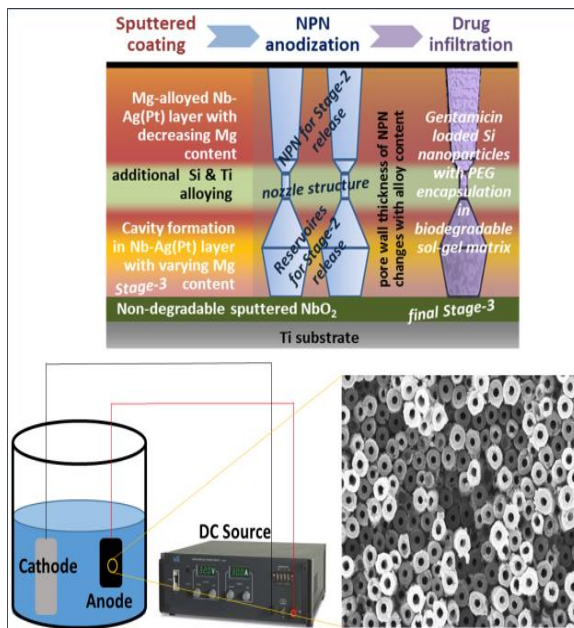 Sputtered coating
NPN anodization
Drug infiltration
Mg-alloyed Nb-
Ag(Pt) layer with
decreasing Mg
content
additional Si & Ti
alloying
Cavity formation
in Nb-Ag(Pt) layer
with varying Mg
Stage-3 content
NPN for Stage-2
release
nozzle structure
Reservoires
for Stage-2
release
pore wall thickness of NPN
changes with alloy content
Gentamicin
loaded Si
nanoparticles
with PEG
encapsulation
in
biodegradable
sol-gel matrix
Non-degradable sputtered NbO₂
final Stage-3
Ti substrate
Cathode
Anode
DC Source